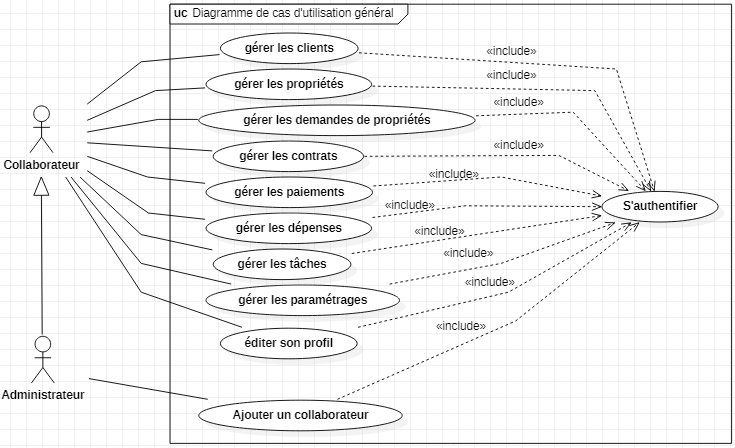 uc Diagramme de cas d'utilisation général
gérer les clients
«include»
gérer les propriétés
«include»
gérer les demandes de propriétés
«include»
Collaborateur
gérer les contrats
«include»
gérer les paiements
«include»
S'authentifier
gérer les dépenses
«include»
gérer les tâches
«include»
gérer les paramétrages
«include»
éditer son profil
«include»
Administrateur
Ajouter un collaborateur
«include»